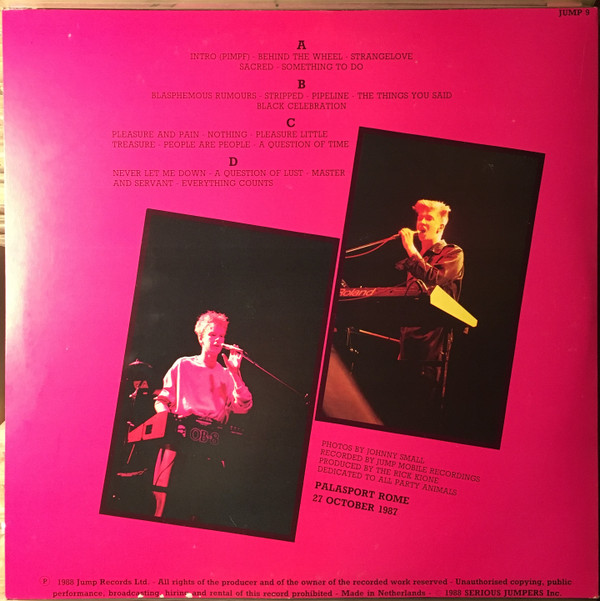 JUMP 9
A
INTRO (PIMPF) - BEHIND THE WHEEL - STRANGELOVE
SACRED - SOMETHING TO DO
B
BLASPHEMOUS RUMOURS - STRIPPED - PIPELINE - THE THINGS YOU SAID
BLACK CELEBRATION
C
PLEASURE AND PAIN - NOTHING - PLEASURE LITTLE
TREASURE - PEOPLE ARE PEOPLE - A QUESTION OF TIME
D
NEVER LET ME DOWN - A QUESTION OF LUST - MASTER
AND SERVANT - EVERYTHING COUNTS
Roland
OB-8
PHOTOS BY JOHNNY SMALL
RECORDED BY JUMP MOBILE RECORDINGS
PRODUCED BY THE RICK KIONE
DEDICATED TO ALL PARTY ANIMALS
PALASPORT ROME
27 OCTOBER 1987
℗ 1988 Jump Records Ltd. - All rights of the producer and of the owner of the recorded work reserved - Unauthorised copying, public
performance, broadcasting, hiring and rental of this record prohibited - Made in Netherlands - © 1988 SERIOUS JUMPERS Inc.